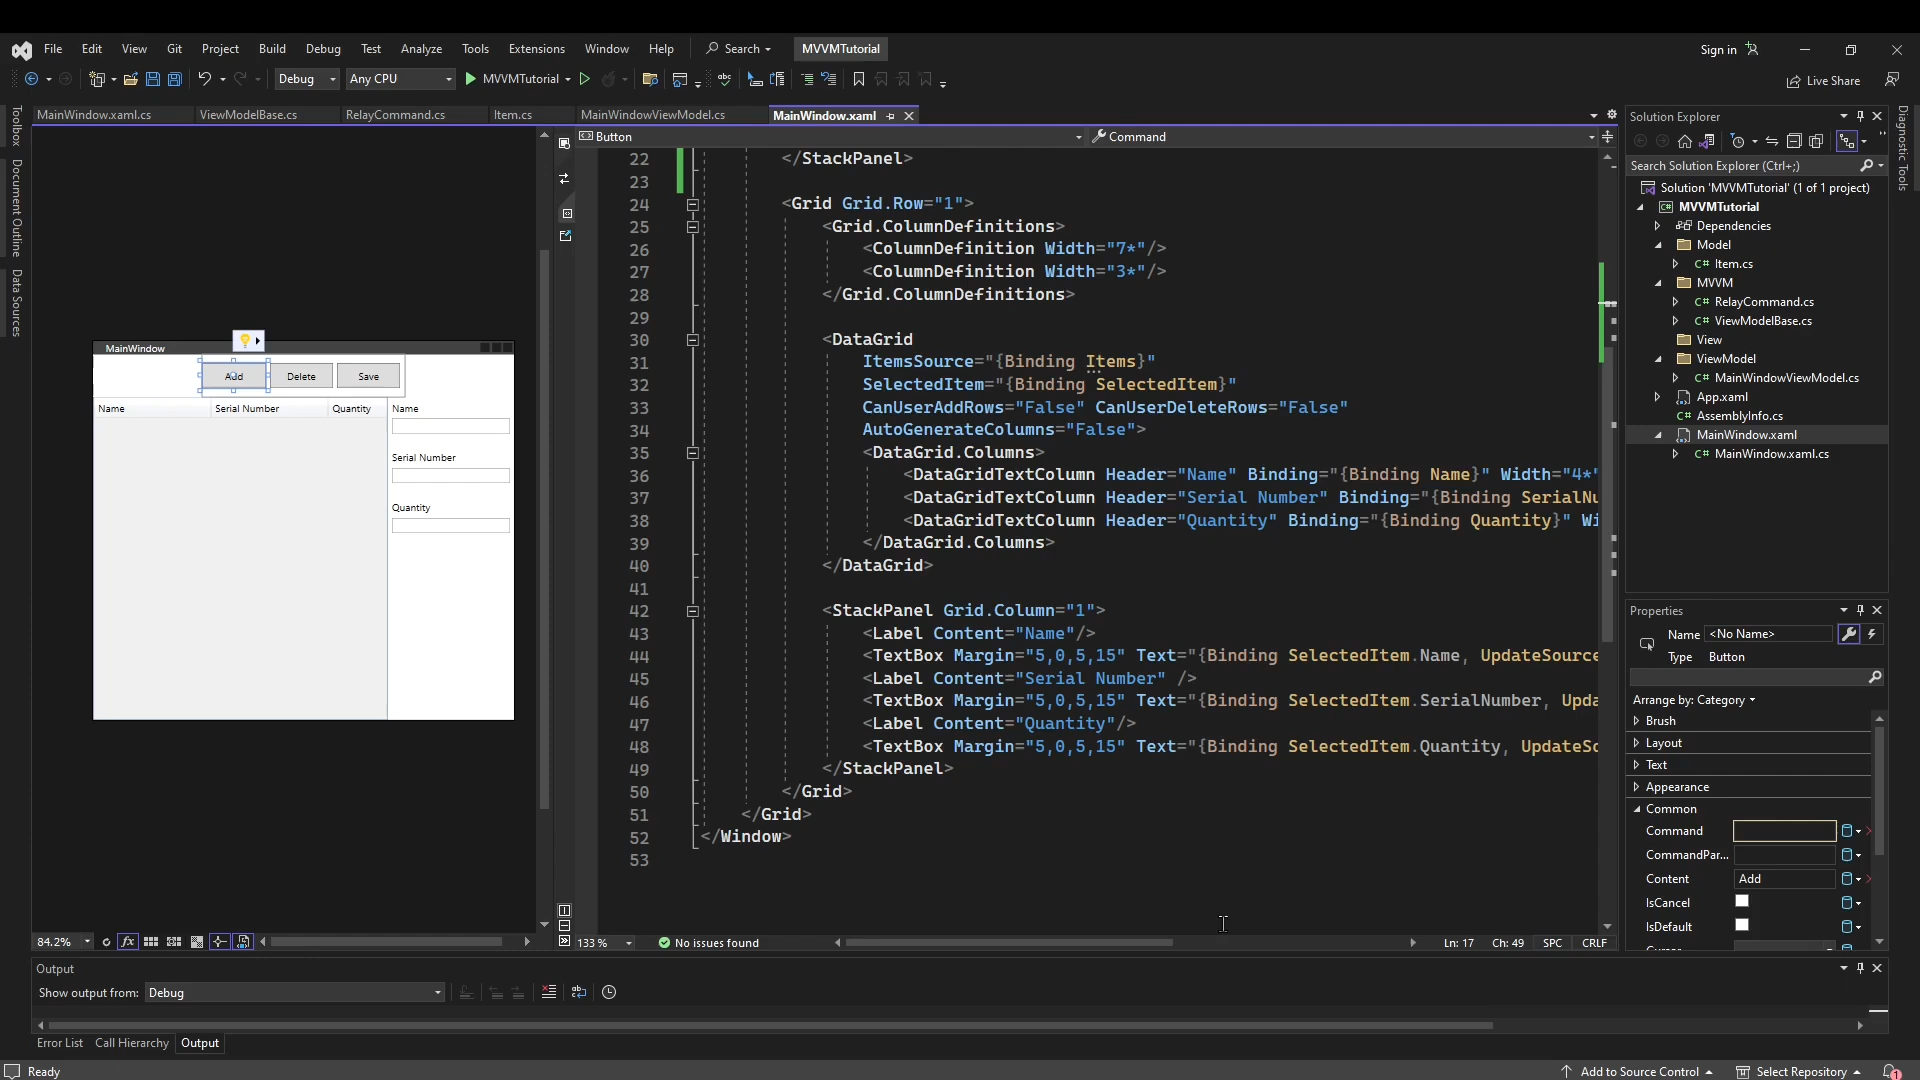 File Edit View Git Project Build Debug Test Analyze Tools Extensions Window Help Search MVVMTutorial Sign in
Debug Any CPU MVVMTutorial Live Share
MainWindow.xaml.cs ViewModelBase.cs RelayCommand.cs Item.cs MainWindowViewModel.cs MainWindow.xaml
Toolbox
Document Outline
Data Sources
MainWindow
Add Delete Save
Name Serial Number Quantity Name
Serial Number
Quantity
84.2%
Button Command
22 </StackPanel>
23
24 <Grid Grid.Row="1">
25 <Grid.ColumnDefinitions>
26 <ColumnDefinition Width="7*"/>
27 <ColumnDefinition Width="3*"/>
28 </Grid.ColumnDefinitions>
29
30 <DataGrid
31 ItemsSource="{Binding Items}"
32 SelectedItem="{Binding SelectedItem}"
33 CanUserAddRows="False" CanUserDeleteRows="False"
34 AutoGenerateColumns="False">
35 <DataGrid.Columns>
36 <DataGridTextColumn Header="Name" Binding="{Binding Name}" Width="4*"
37 <DataGridTextColumn Header="Serial Number" Binding="{Binding SerialNu
38 <DataGridTextColumn Header="Quantity" Binding="{Binding Quantity}" Wi
39 </DataGrid.Columns>
40 </DataGrid>
41
42 <StackPanel Grid.Column="1">
43 <Label Content="Name"/>
44 <TextBox Margin="5,0,5,15" Text="{Binding SelectedItem.Name, UpdateSource
45 <Label Content="Serial Number" />
46 <TextBox Margin="5,0,5,15" Text="{Binding SelectedItem.SerialNumber, Upda
47 <Label Content="Quantity"/>
48 <TextBox Margin="5,0,5,15" Text="{Binding SelectedItem.Quantity, UpdateSo
49 </StackPanel>
50 </Grid>
51 </Grid>
52 </Window>
53
133 % No issues found Ln: 17 Ch: 49 SPC CRLF
Solution Explorer
Search Solution Explorer (Ctrl+;)
Solution 'MVVMTutorial' (1 of 1 project)
MVVMTutorial
Dependencies
Model
C# Item.cs
MVVM
C# RelayCommand.cs
C# ViewModelBase.cs
View
ViewModel
C# MainWindowViewModel.cs
App.xaml
C# AssemblyInfo.cs
MainWindow.xaml
C# MainWindow.xaml.cs
Diagnostic Tools
Properties
Name <No Name>
Type Button
Arrange by: Category
Brush
Layout
Text
Appearance
Common
Command
CommandPar...
Content Add
IsCancel
IsDefault
Output
Show output from: Debug
Error List Call Hierarchy Output
Ready Add to Source Control Select Repository 1